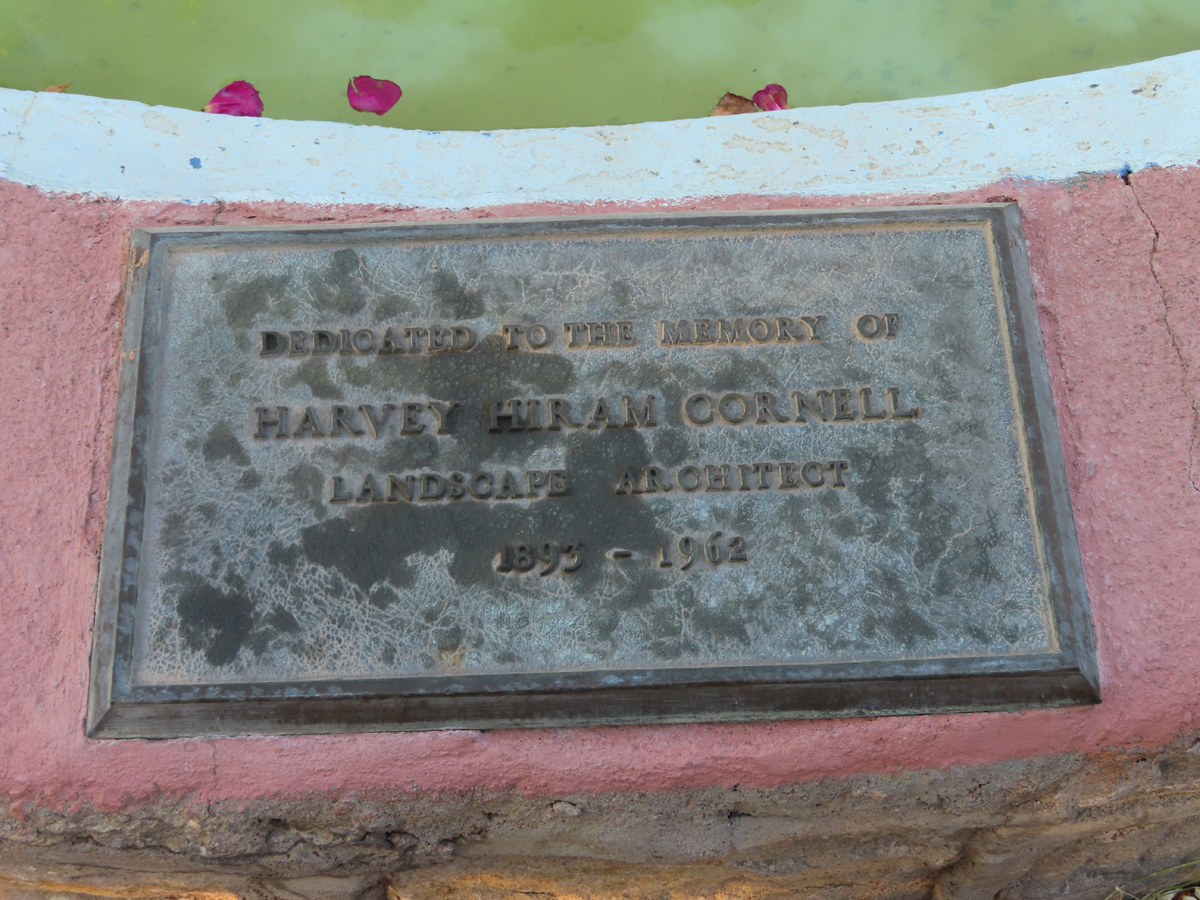 DEDICATED TO THE MEMORY OF
HARVEY HIRAM CORNELL
LANDSCAPE ARCHITECT
1893 - 1962